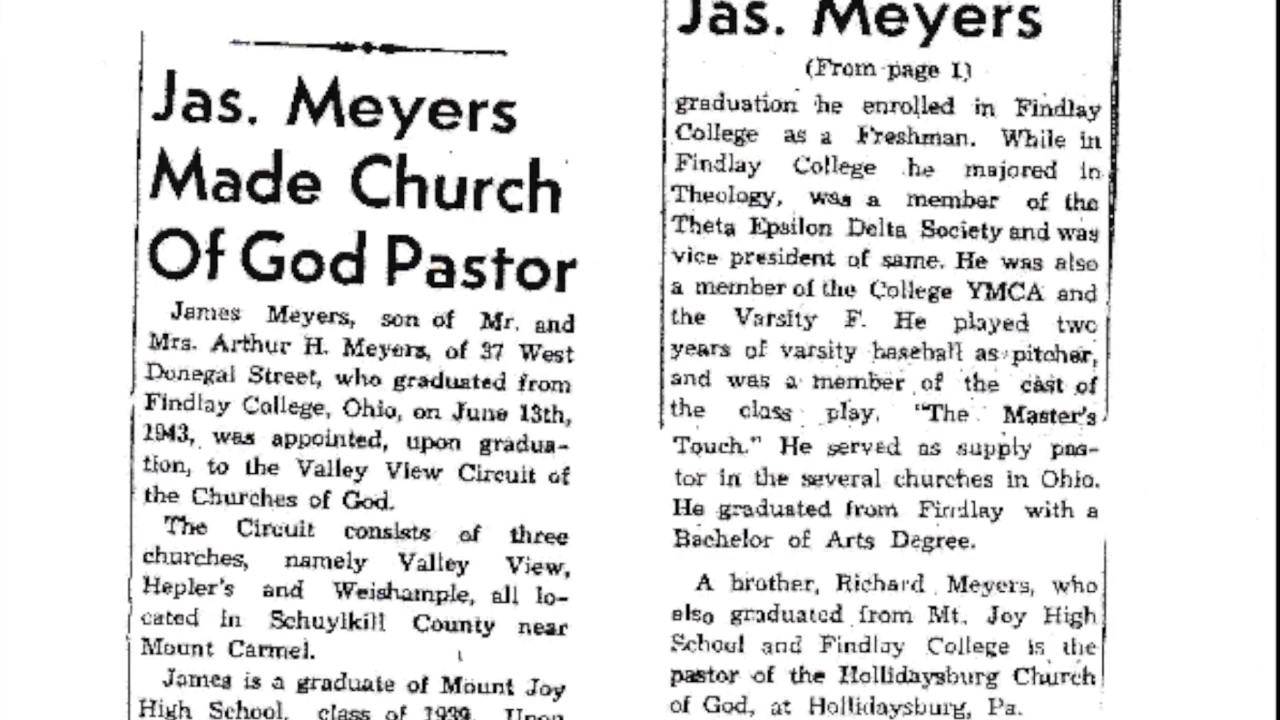 Jas. Meyers
Made Church
Of God Pastor
James Meyers, son of Mr. and
Mrs. Arthur H. Meyers, of 37 West
Donegal Street, who graduated from
Findlay College, Ohio, on June 13th,
1943, was appointed, upon gradua-
tion, to the Valley View Circuit of
the Churches of God.
The Circuit consists of three
churches, namely Valley View,
Hepler's and Weishample, all lo-
cated in Schuylkill County near
Mount Carmel.
James is a graduate of Mount Joy
High School, class of 1939. Upon
Jas. Meyers
(From page 1)
graduation he enrolled in Findlay
College as a Freshman. While in
Findlay College he majored in
Theology, was a member of the
Theta Epsilon Delta Society and was
vice president of same. He was also
a member of the College YMCA and
the Varsity F. He played two
years of varsity baseball as pitcher,
and was a member of the cast of
the class play, "The Master's
Touch." He served as supply pas-
tor in the several churches in Ohio.
He graduated from Findlay with a
Bachelor of Arts Degree.
A brother, Richard Meyers, who
also graduated from Mt. Joy High
School and Findlay College is the
pastor of the Hollidaysburg Church
of God, at Hollidaysburg, Pa.